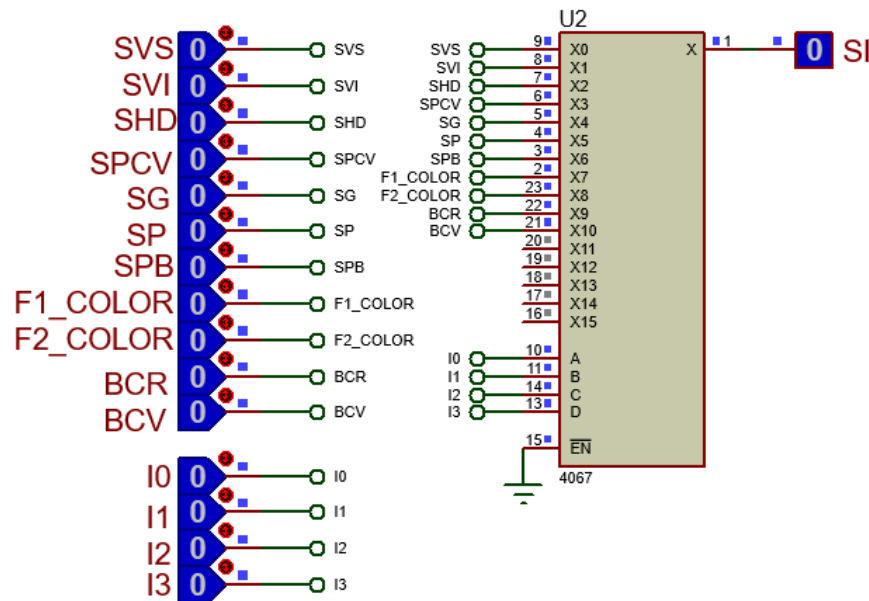 SVS 0 SVS
SVI 0 SVI
SHD 0 SHD
SPCV 0 SPCV
SG 0 SG
SP 0 SP
SPB 0 SPB
F1_COLOR 0 F1_COLOR
F2_COLOR 0 F2_COLOR
BCR 0 BCR
BCV 0 BCV
I0 0 I0
I1 0 I1
I2 0 I2
I3 0 I3
U2
SVS 9 X0 X 1 0 SI
SVI 8 X1
SHD 7 X2
SPCV 6 X3
SG 5 X4
SP 4 X5
SPB 3 X6
F1_COLOR 2 X7
F2_COLOR 23 X8
BCR 22 X9
BCV 21 X10
20 X11
19 X12
18 X13
17 X14
16 X15
I0 10 A
I1 11 B
I2 14 C
I3 13 D
15 EN
4067